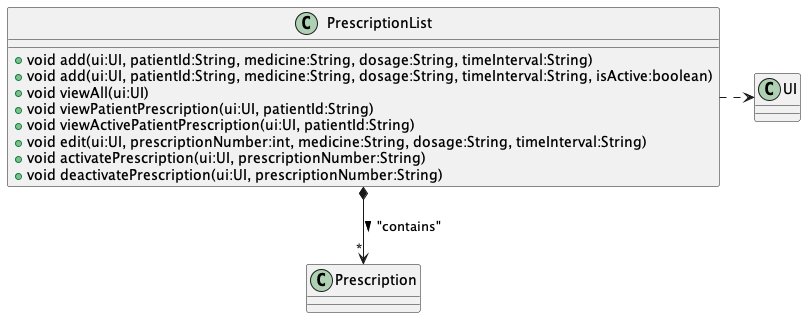 C PrescriptionList
void add(ui:UI, patientId:String, medicine:String, dosage:String, timeInterval:String)
void add(ui:UI, patientId:String, medicine:String, dosage:String, timeInterval:String, isActive:boolean)
void viewAll(ui:UI)
void viewPatientPrescription(ui:UI, patientId:String)
void viewActivePatientPrescription(ui:UI, patientId:String)
void edit(ui:UI, prescriptionNumber:int, medicine:String, dosage:String, timeInterval:String)
void activatePrescription(ui:UI, prescriptionNumber:String)
void deactivatePrescription(ui:UI, prescriptionNumber:String)
C UI
"contains"
*
C Prescription